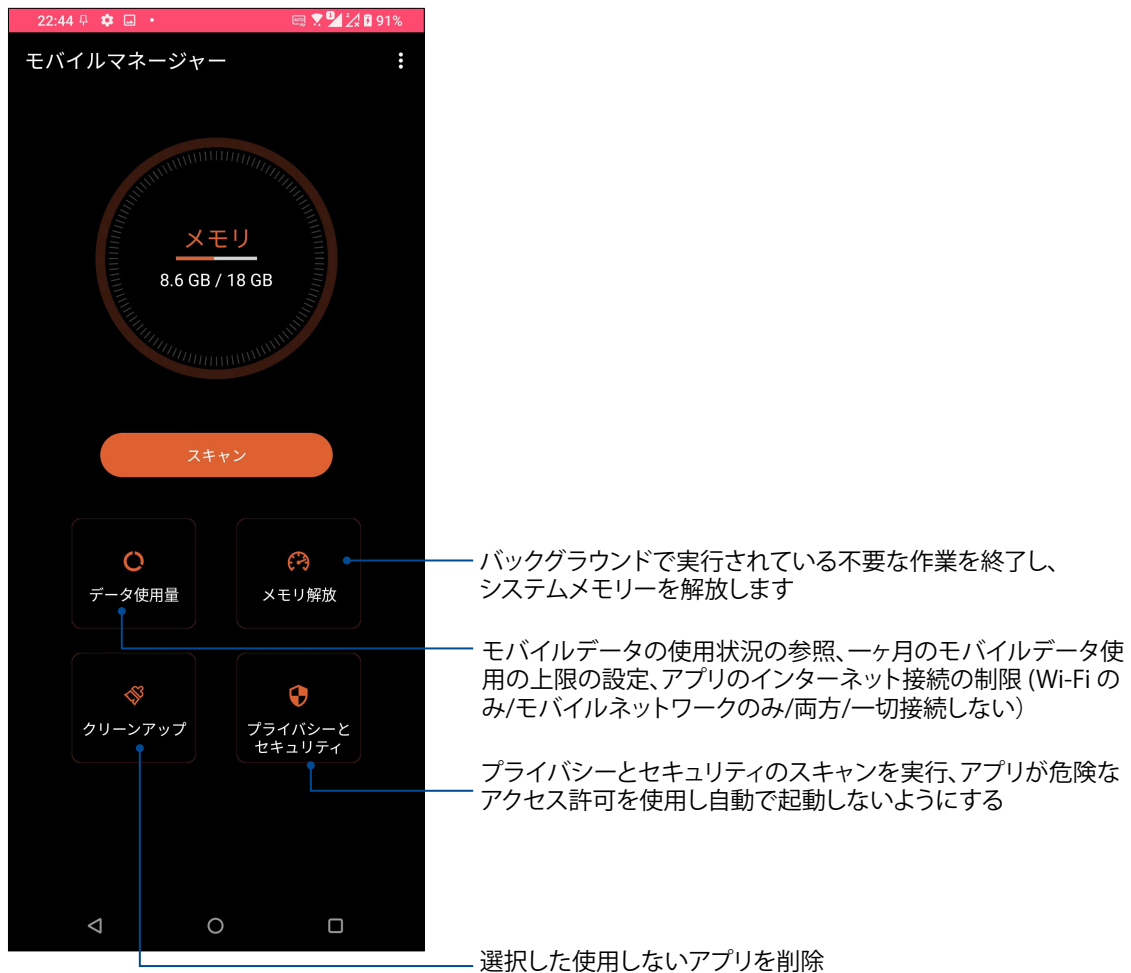 22:44
91%
モバイルマネージャー
メモリ
8.6 GB / 18 GB
スキャン
データ使用量
メモリ解放
クリーンアップ
プライバシーと
セキュリティ
バックグラウンドで実行されている不要な作業を終了し、
システムメモリーを解放します
モバイルデータの使用状況の参照、一ヶ月のモバイルデータ使
用の上限の設定、アプリのインターネット接続の制限 (Wi-Fi の
み/モバイルネットワークのみ/両方/一切接続しない）
プライバシーとセキュリティのスキャンを実行、アプリが危険な
アクセス許可を使用し自動で起動しないようにする
選択した使用しないアプリを削除